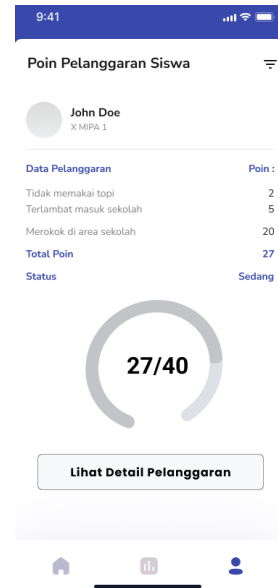 9:41
Poin Pelanggaran Siswa
John Doe
X MIPA 1
Data Pelanggaran Poin :
Tidak memakai topi 2
Terlambat masuk sekolah 5
Merokok di area sekolah 20
Total Poin 27
Status Sedang
27/40
Lihat Detail Pelanggaran